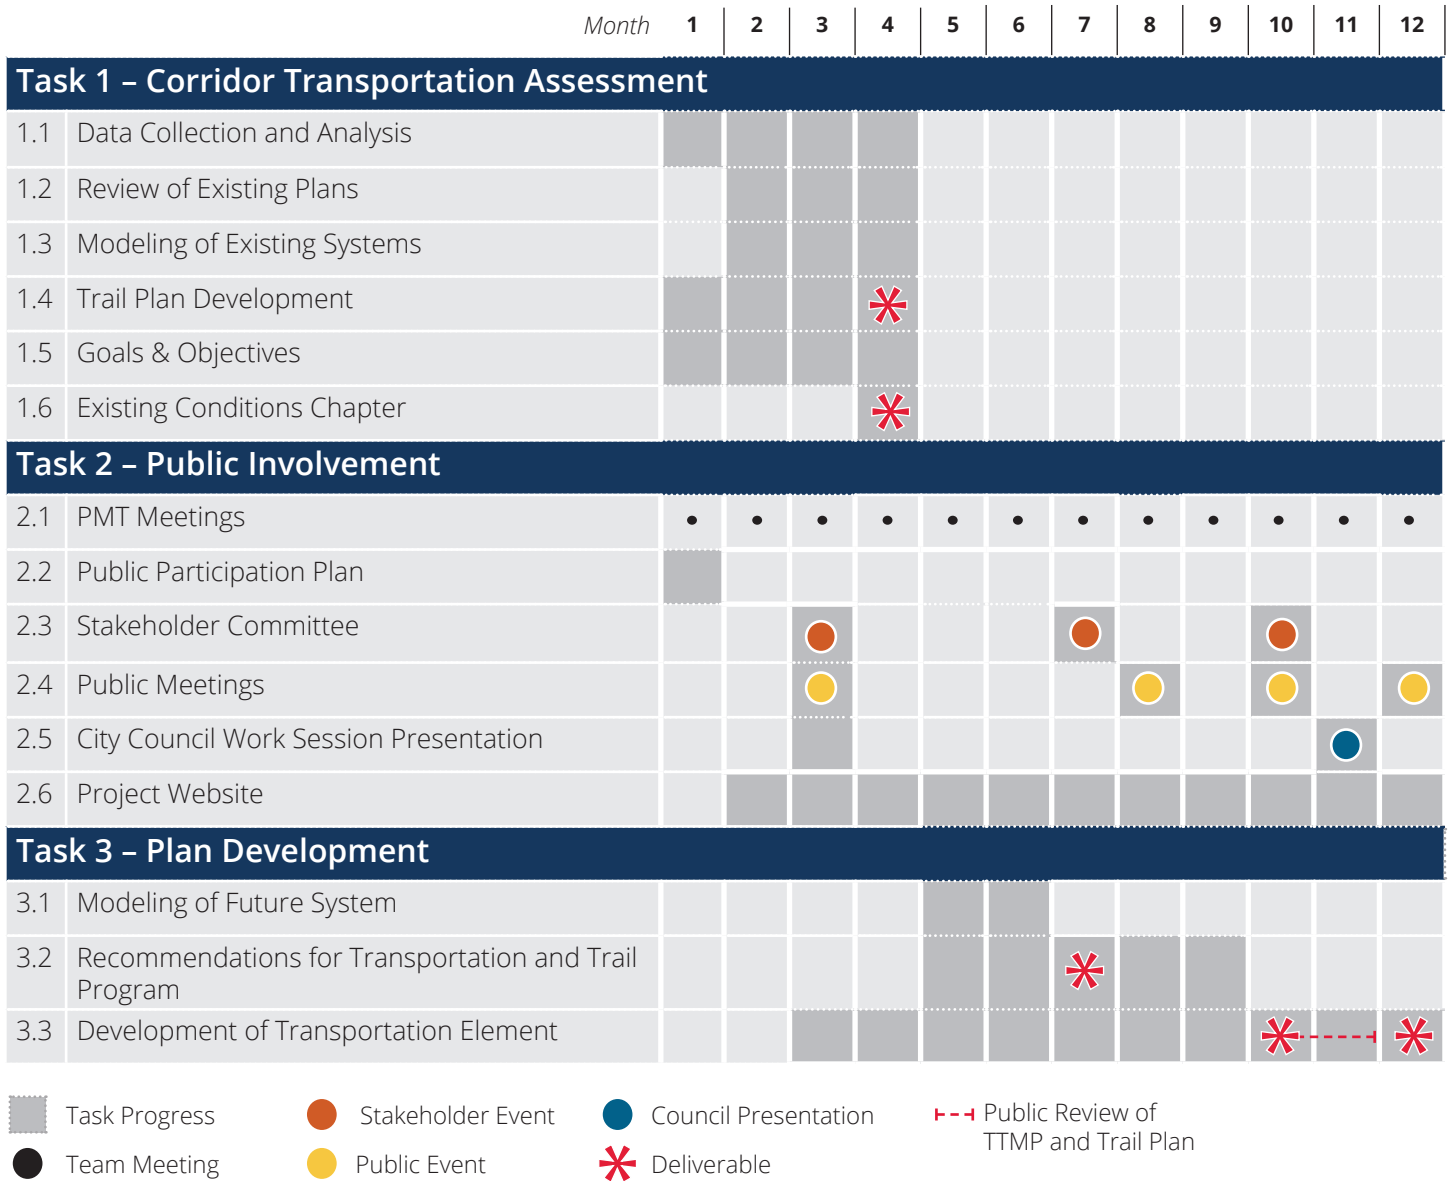 Month 1 2 3 4 5 6 7 8 9 10 11 12
Task 1 – Corridor Transportation Assessment
1.1 Data Collection and Analysis
1.2 Review of Existing Plans
1.3 Modeling of Existing Systems
1.4 Trail Plan Development
1.5 Goals & Objectives
1.6 Existing Conditions Chapter
Task 2 – Public Involvement
2.1 PMT Meetings
2.2 Public Participation Plan
2.3 Stakeholder Committee
2.4 Public Meetings
2.5 City Council Work Session Presentation
2.6 Project Website
Task 3 – Plan Development
3.1 Modeling of Future System
3.2 Recommendations for Transportation and Trail
Program
3.3 Development of Transportation Element
Task Progress
Stakeholder Event
Council Presentation
Public Review of
TTMP and Trail Plan
Team Meeting
Public Event
Deliverable